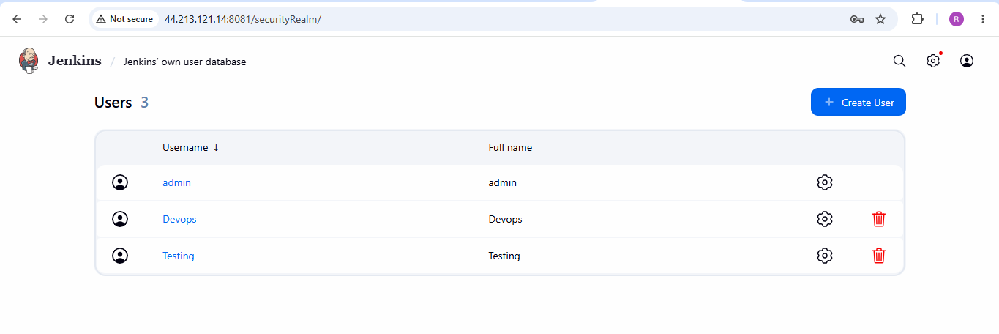 Not secure 44.213.121.14:8081/securityRealm/ R
Jenkins / Jenkins' own user database
Users 3 + Create User
Username ↓ Full name
admin admin
Devops Devops
Testing Testing